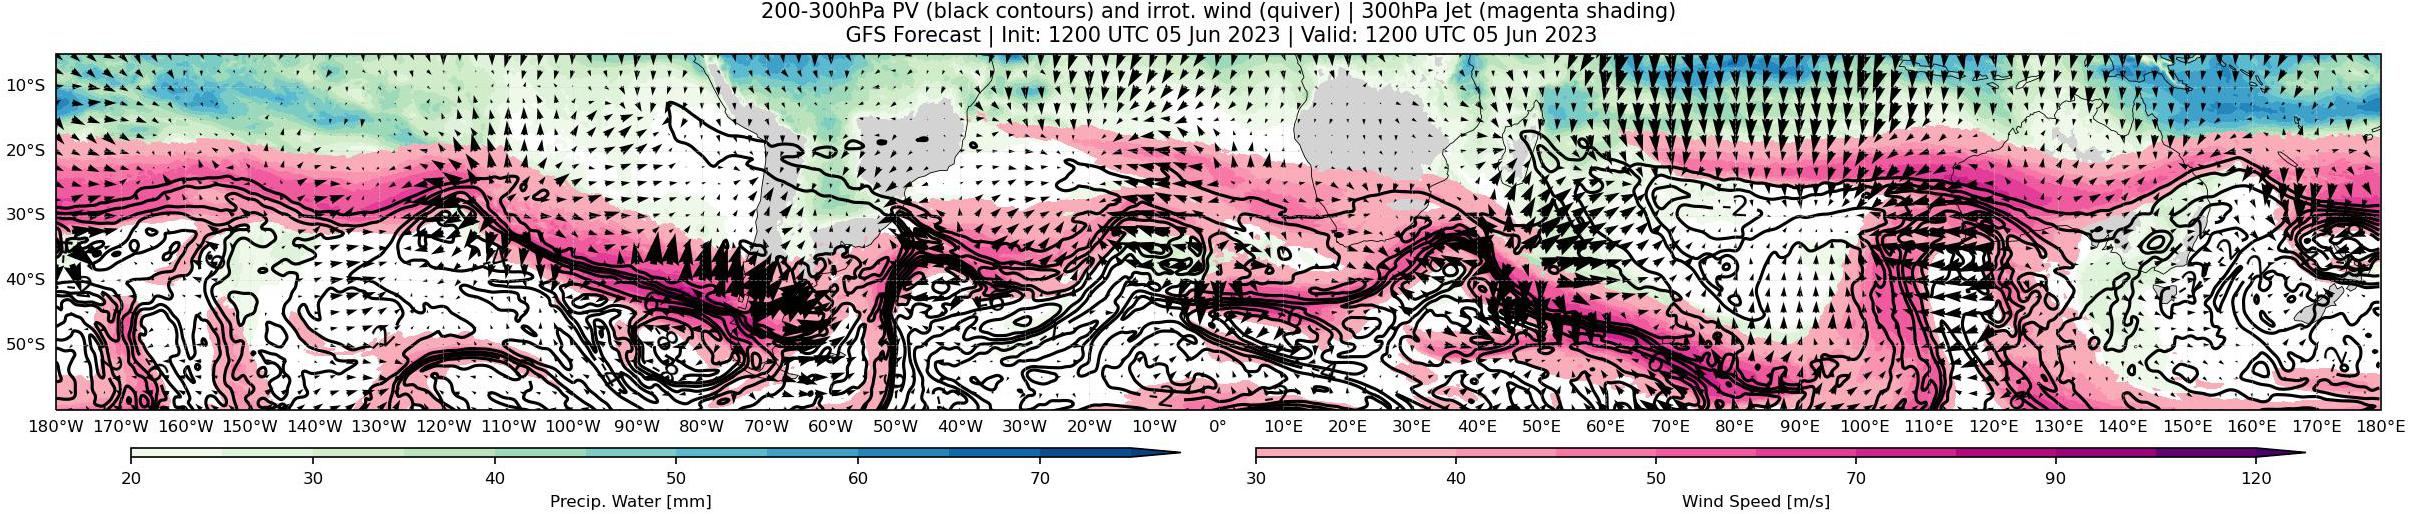 200-300hPa PV (black contours) and irrot. wind (quiver) | 300hPa Jet (magenta shading)
GFS Forecast | Init: 1200 UTC 05 Jun 2023 | Valid: 1200 UTC 05 Jun 2023
10°S
20°S
30°S
40°S
50°S
180°W 170°W 160°W 150°W 140°W 130°W 120°W 110°W 100°W 90°W 80°W 70°W 60°W 50°W 40°W 30°W 20°W 10°W 0° 10°E 20°E 30°E 40°E 50°E 60°E 70°E 80°E 90°E 100°E 110°E 120°E 130°E 140°E 150°E 160°E 170°E 180°E
20 30 40 50 60 70
Precip. Water [mm]
30 40 50 70 90 120
Wind Speed [m/s]